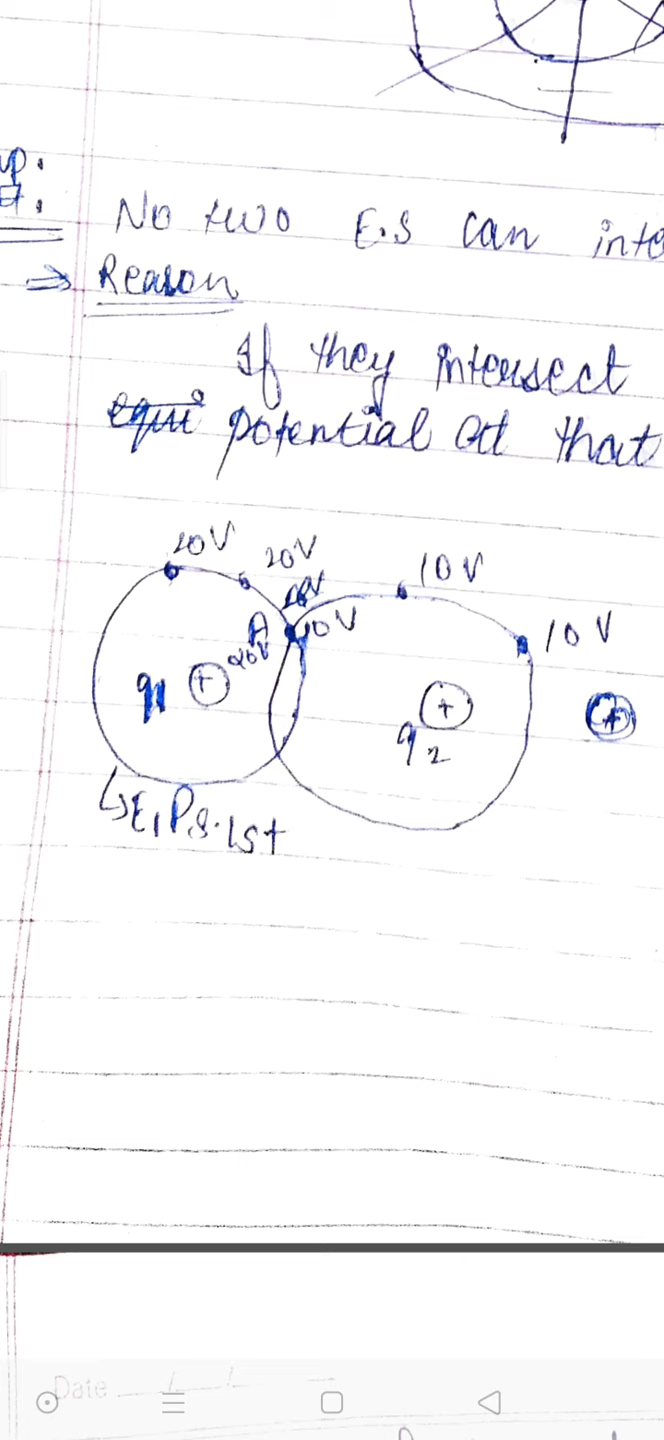 No two E.S can inte
⇒ Reason
If they intersect
potential at that
20V
20V
10V
A
10V
10V
q1 +
q2 +
+
↳E,P.S.1st
Date